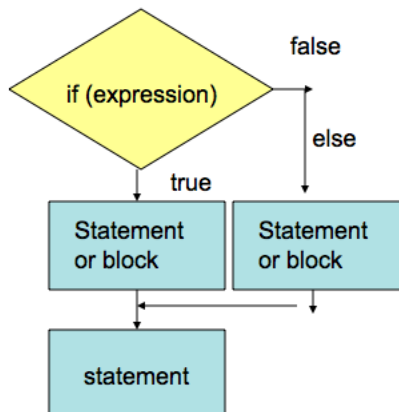 false
if (expression)
else
true
Statement
or block
Statement
or block
statement